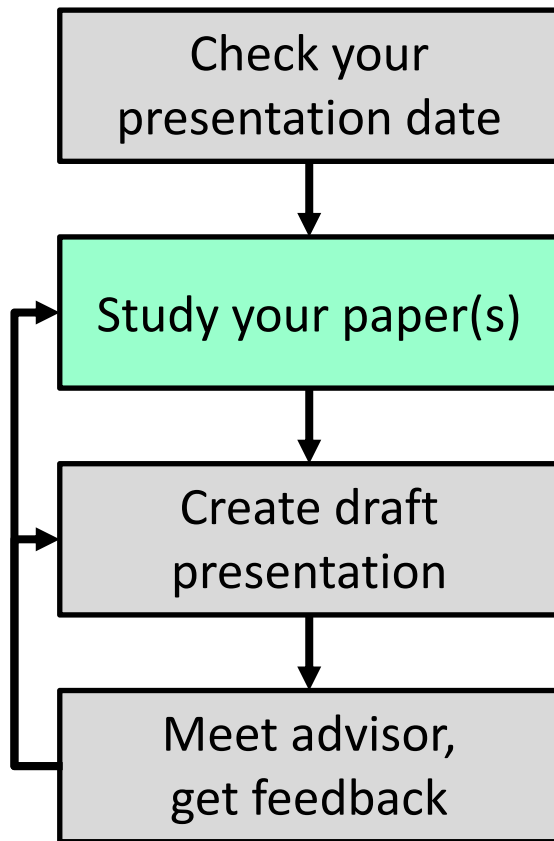 Check your
presentation date
Study your paper(s)
Create draft
presentation
Meet advisor,
get feedback